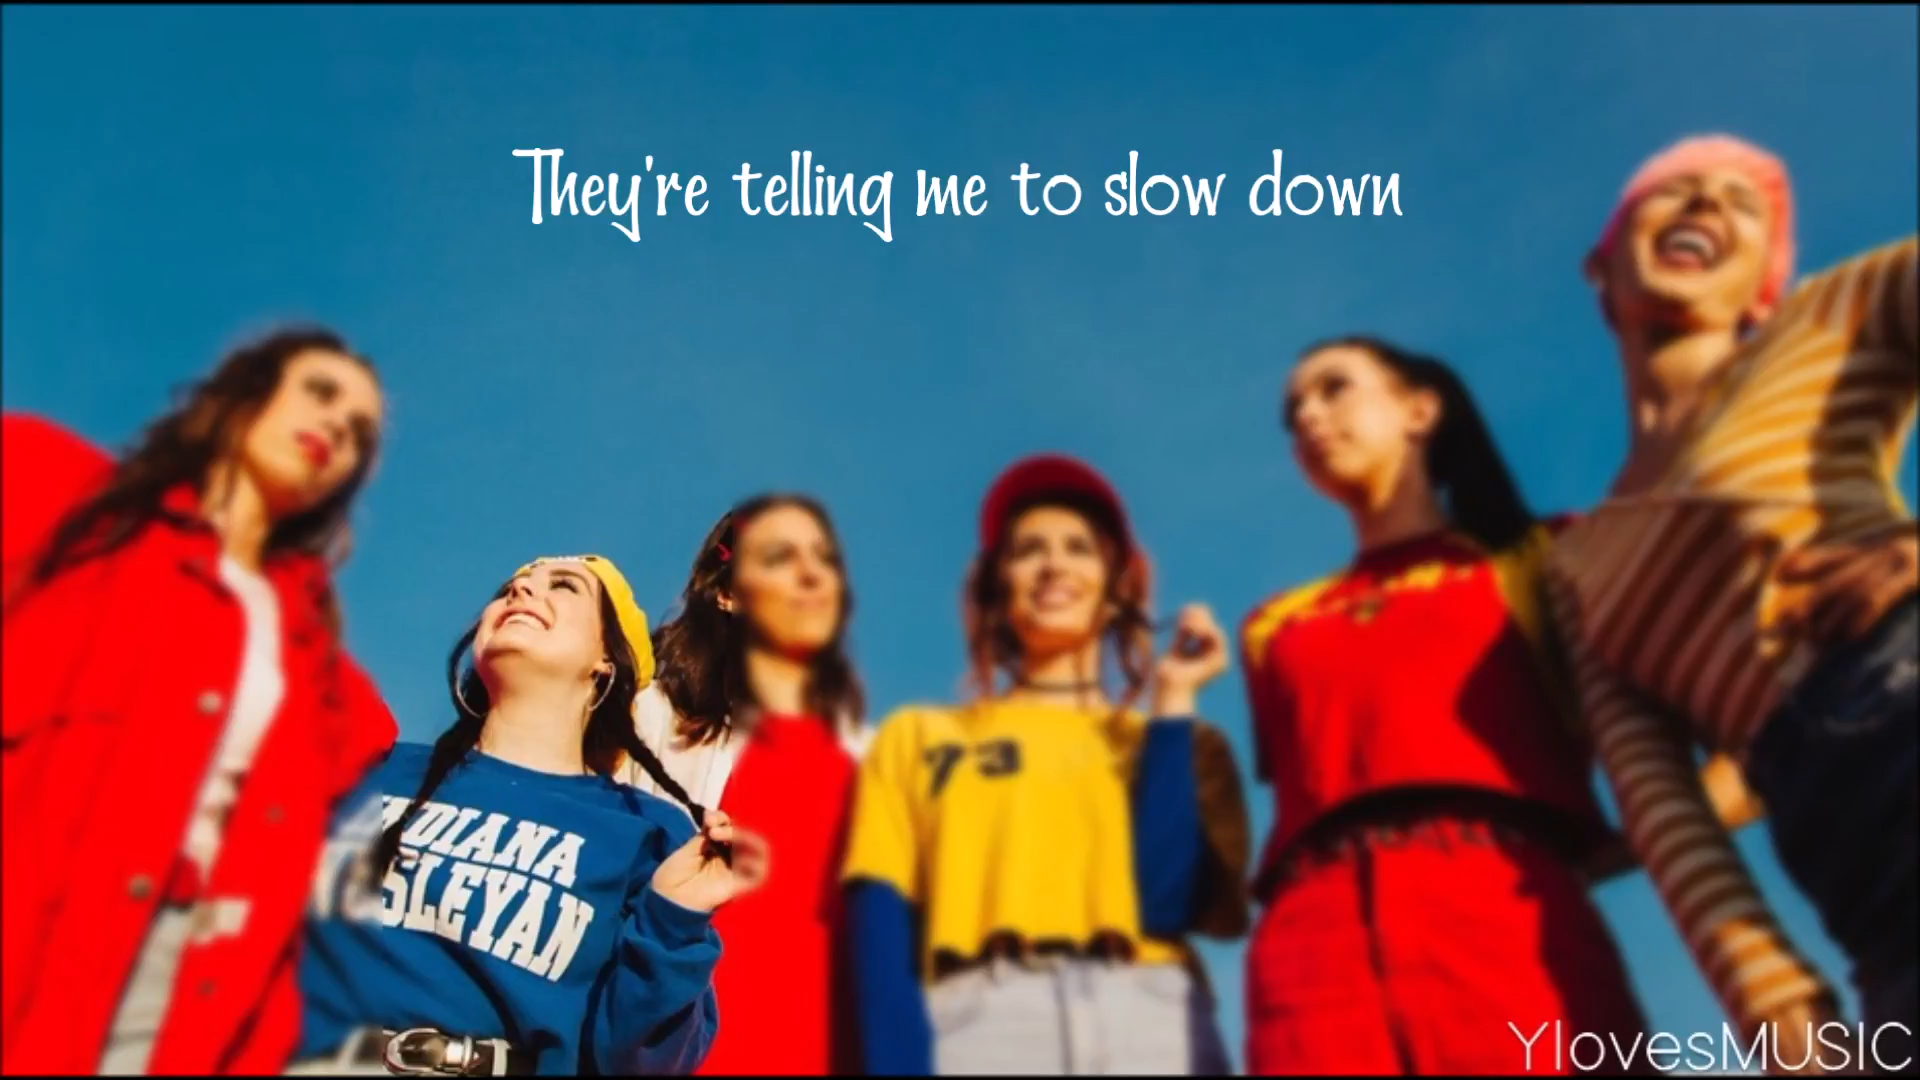 They're telling me to slow down
73
INDIANA
WESLEYAN
YlovesMUSIC